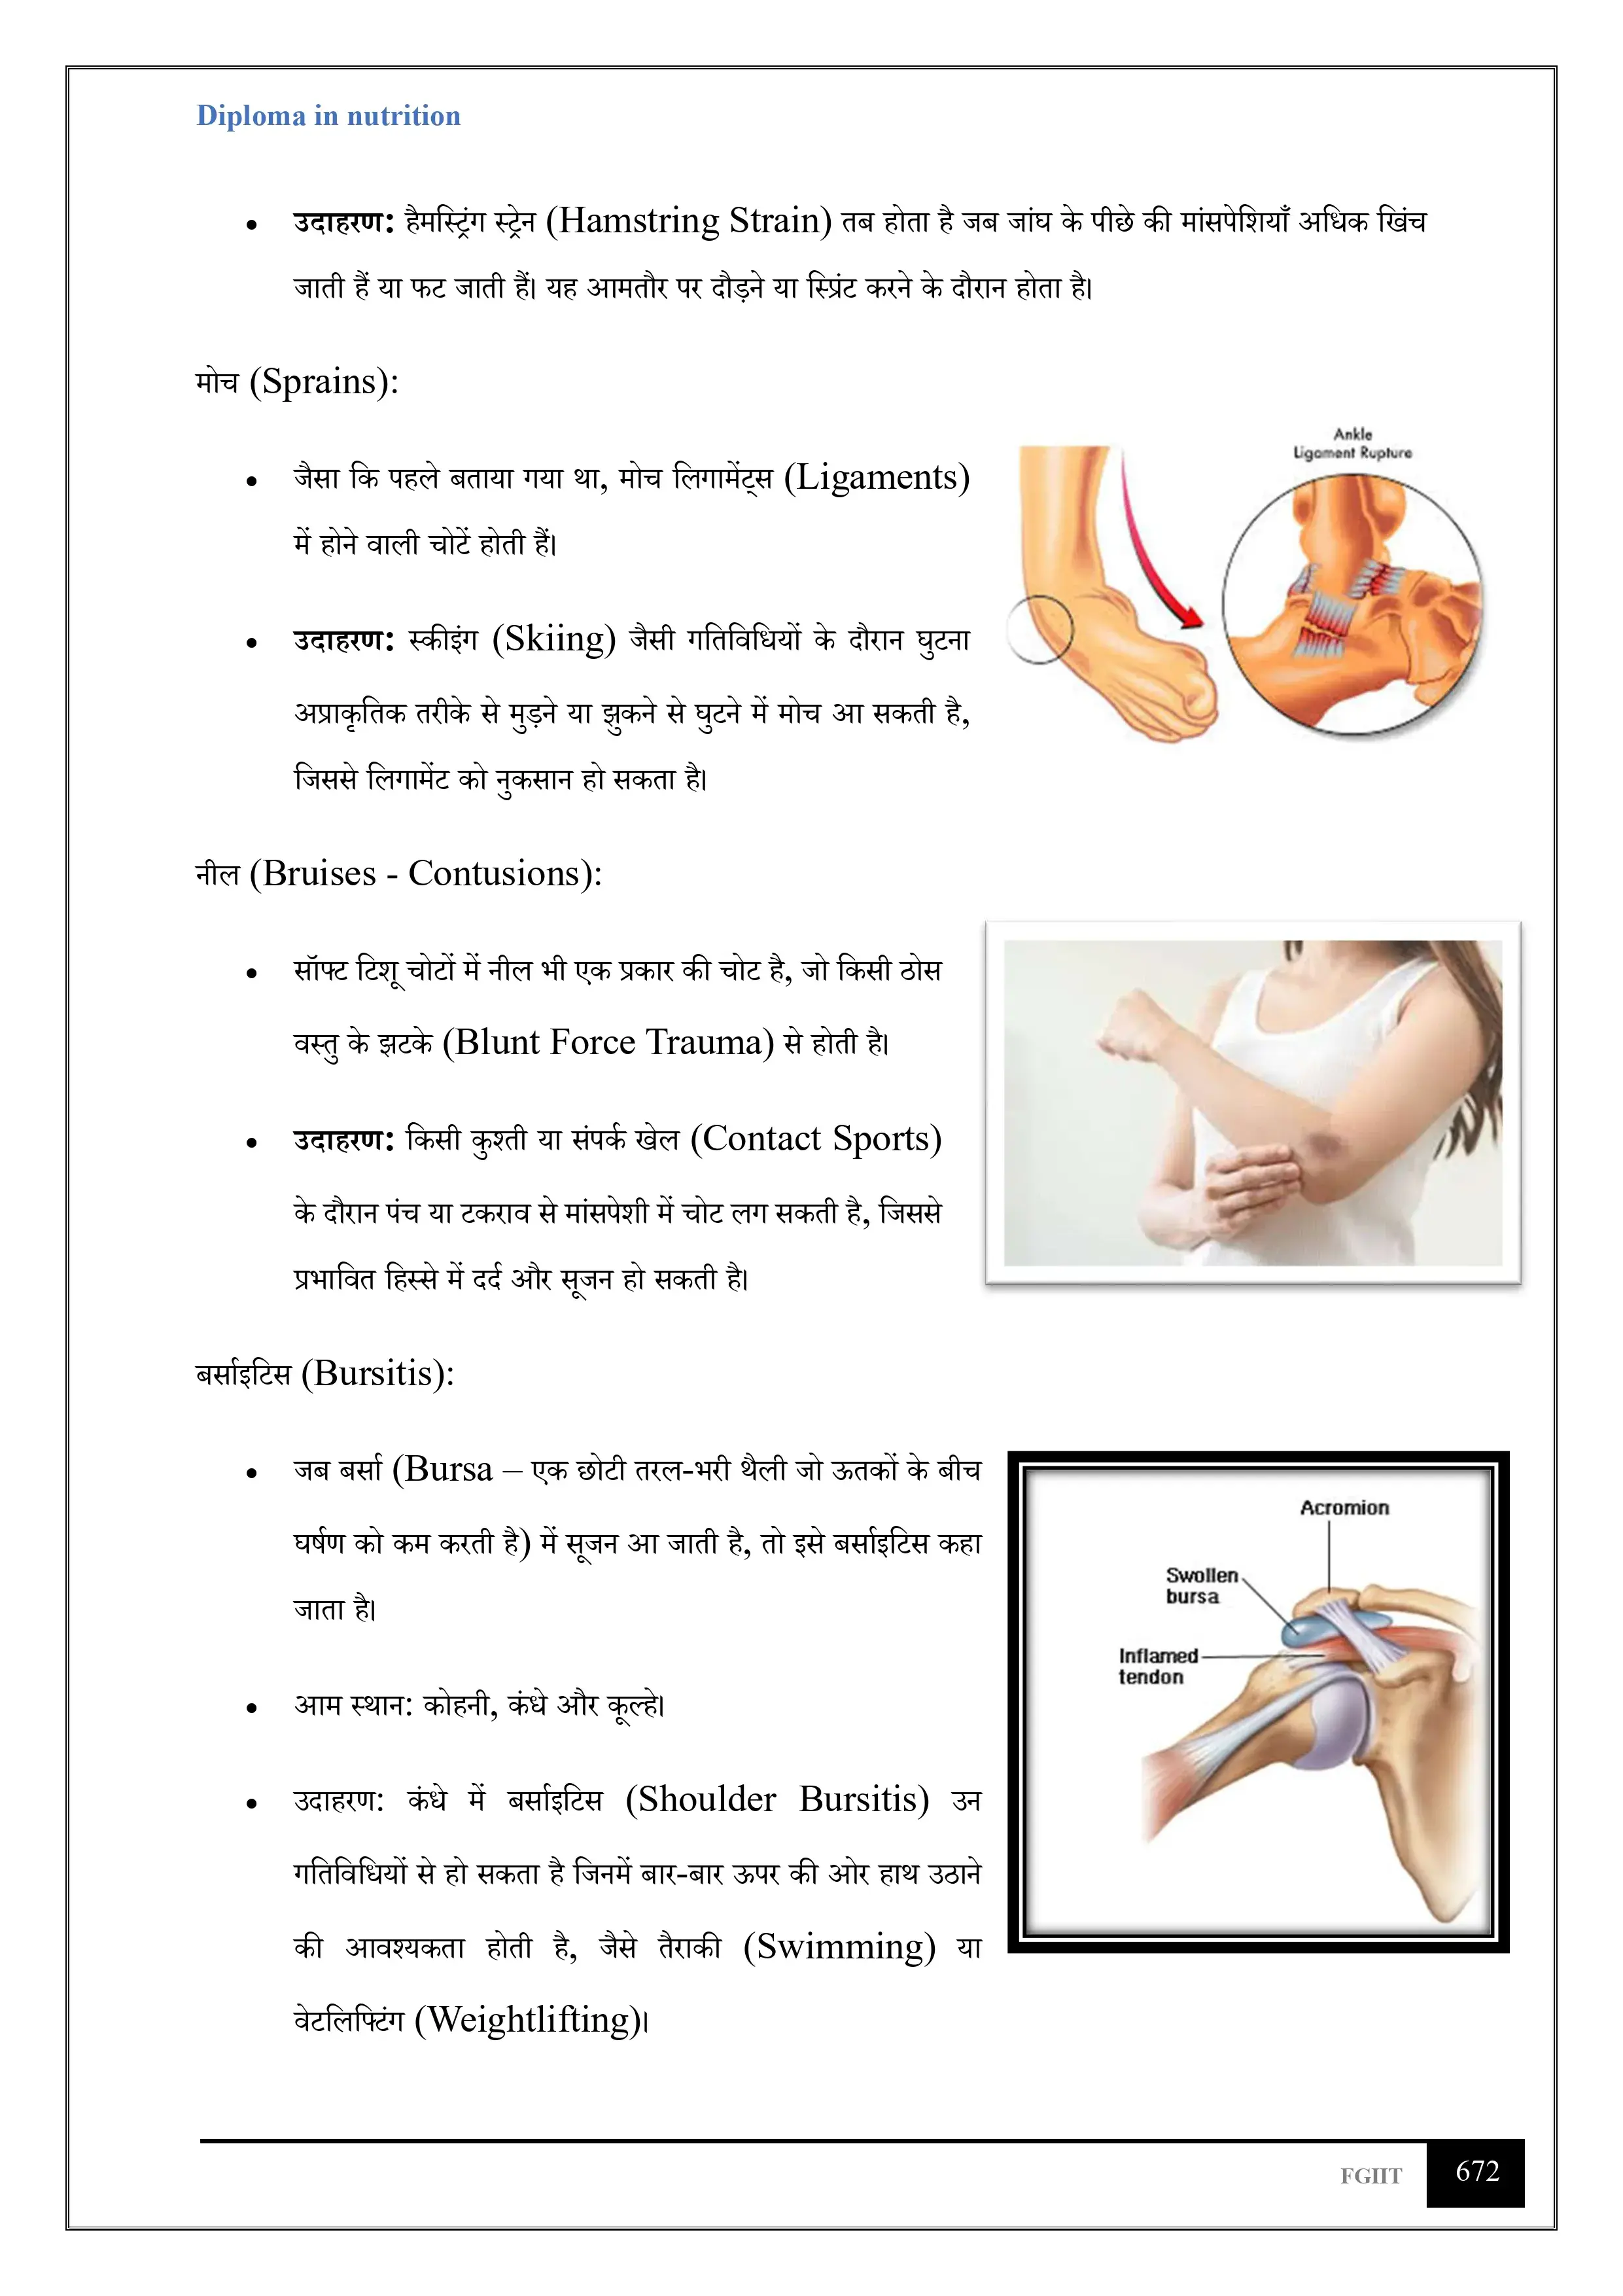 Diploma in nutrition
• उदाहरण: हैमस्ट्रिंग स्ट्रेन (Hamstring Strain) तब होता है जब जांघ के पीछे की मांसपेशियाँ अधिक खिंच
जाती हैं या फट जाती हैं। यह आमतौर पर दौड़ने या स्प्रिंट करने के दौरान होता है।
मोच (Sprains):
• जैसा कि पहले बताया गया था, मोच लिगामेंट्स (Ligaments)
में होने वाली चोटें होती हैं।
• उदाहरण: स्कीइंग (Skiing) जैसी गतिविधियों के दौरान घुटना
अप्राकृतिक तरीके से मुड़ने या झुकने से घुटने में मोच आ सकती है,
जिससे लिगामेंट को नुकसान हो सकता है।
Ankle
Ligament Rupture
नील (Bruises - Contusions):
• सॉफ्ट टिशू चोटों में नील भी एक प्रकार की चोट है, जो किसी ठोस
वस्तु के झटके (Blunt Force Trauma) से होती है।
• उदाहरण: किसी कुश्ती या संपर्क खेल (Contact Sports)
के दौरान पंच या टकराव से मांसपेशी में चोट लग सकती है, जिससे
प्रभावित हिस्से में दर्द और सूजन हो सकती है।
बर्साइटिस (Bursitis):
• जब बर्सा (Bursa – एक छोटी तरल-भरी थैली जो ऊतकों के बीच
घर्षण को कम करती है) में सूजन आ जाती है, तो इसे बर्साइटिस कहा
जाता है।
• आम स्थान: कोहनी, कंधे और कूल्हे।
• उदाहरण: कंधे में बर्साइटिस (Shoulder Bursitis) उन
गतिविधियों से हो सकता है जिनमें बार-बार ऊपर की ओर हाथ उठाने
की आवश्यकता होती है, जैसे तैराकी (Swimming) या
वेटलिफ्टिंग (Weightlifting)।
Acromion
Swollen
bursa
Inflamed
tendon
FGIIT 672